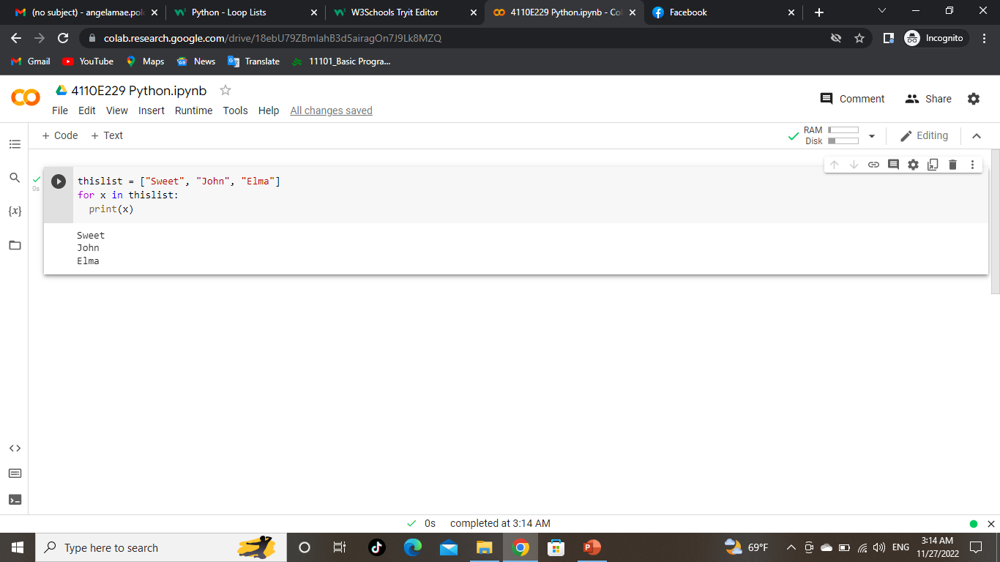 (no subject) - angelamae.pol
Python - Loop Lists
W3Schools Tryit Editor
4110E229 Python.ipynb - Co
Facebook
colab.research.google.com/drive/18ebU79ZBmIahB3d5airagOn7J9Lk8MZQ
Incognito
Gmail
YouTube
Maps
News
Translate
11101_Basic Progra...
4110E229 Python.ipynb
File Edit View Insert Runtime Tools Help All changes saved
Comment
Share
+ Code + Text
RAM
Disk
Editing
0s
thislist = ["Sweet", "John", "Elma"]
for x in thislist:
  print(x)
Sweet
John
Elma
{x}
0s completed at 3:14 AM
Type here to search
69°F
ENG
3:14 AM
11/27/2022